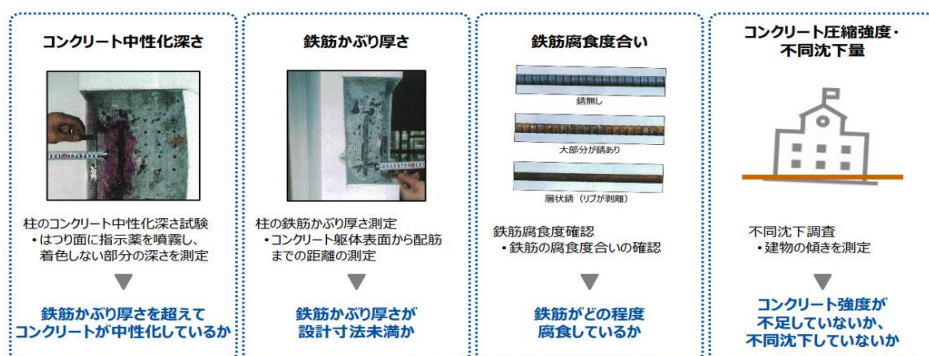 コンクリート中性化深さ
柱のコンクリート中性化深さ試験
・はつり面に指示薬を噴霧し、
着色しない部分の深さを測定
鉄筋かぶり厚さを超えて
コンクリートが中性化しているか
鉄筋かぶり厚さ
柱の鉄筋かぶり厚さ測定
・コンクリート躯体表面から配筋
までの距離の測定
鉄筋かぶり厚さが
設計寸法未満か
鉄筋腐食度合い
錆無し
大部分が錆あり
層状錆（リブが剥離）
鉄筋腐食度確認
・鉄筋の腐食度合いの確認
鉄筋がどの程度
腐食しているか
コンクリート圧縮強度・
不同沈下量
不同沈下調査
・建物の傾きを測定
コンクリート強度が
不足していないか、
不同沈下していないか